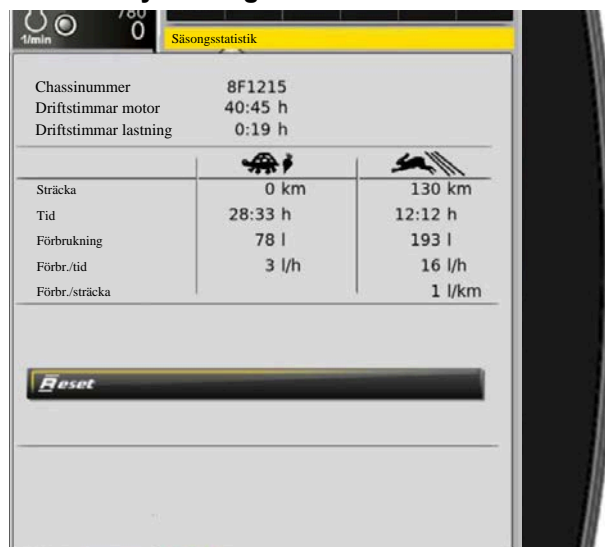 780
1/min 0
Säsongsstatistik
Chassinummer 8F1215
Driftstimmar motor 40:45 h
Driftstimmar lastning 0:19 h
Sträcka 0 km 130 km
Tid 28:33 h 12:12 h
Förbrukning 78 l 193 l
Förbr./tid 3 l/h 16 l/h
Förbr./sträcka 1 l/km
Reset